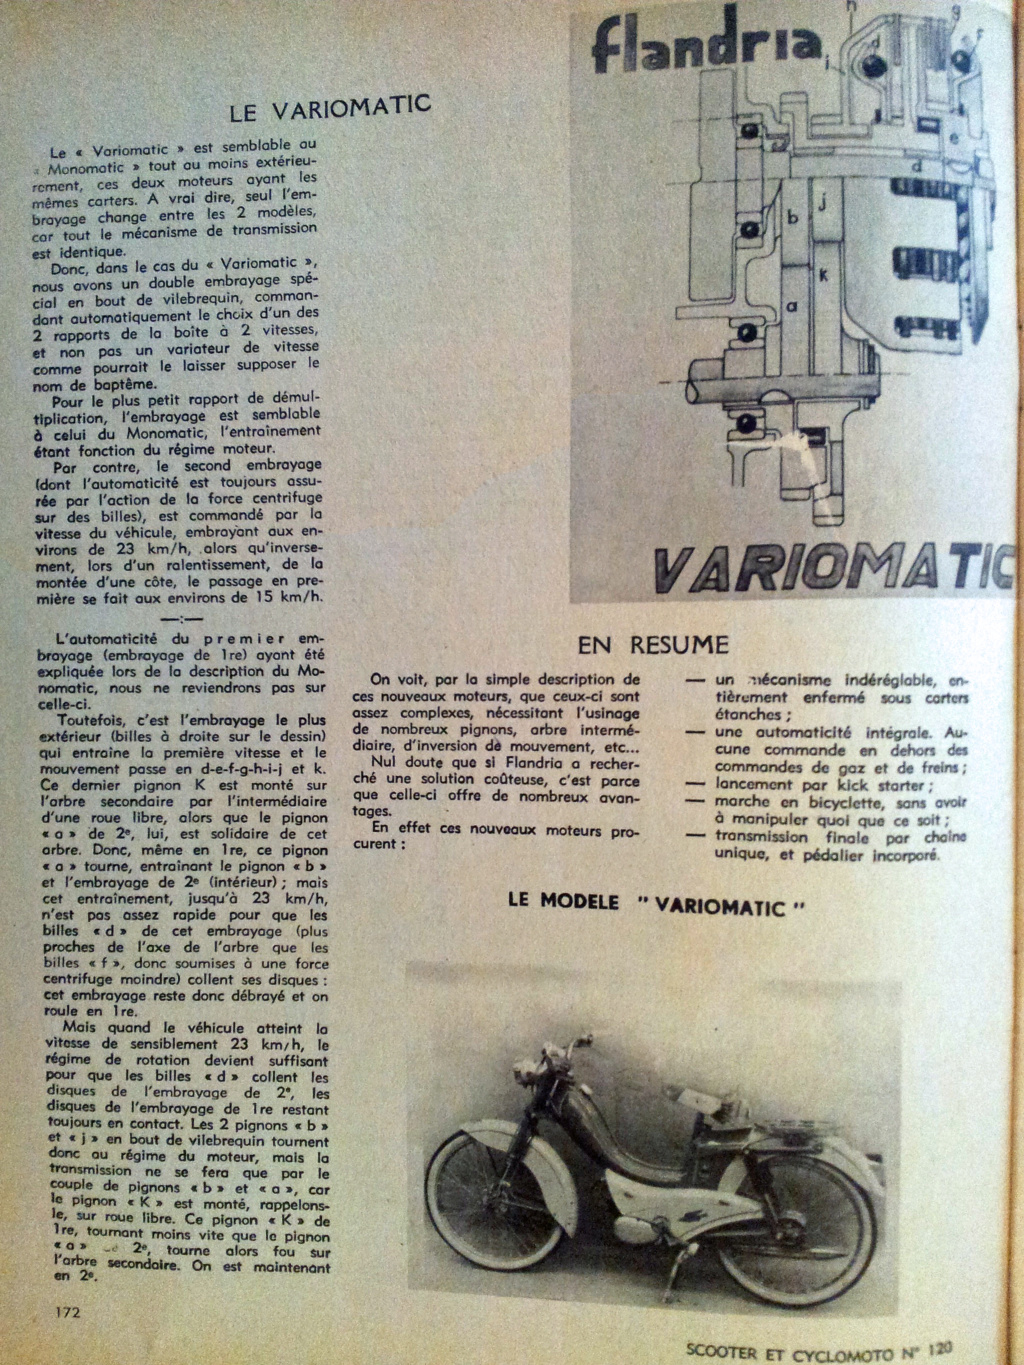 LE VARIOMATIC
Le « Variomatic » est semblable au
« Monomatic » tout au moins extérieu-
rement, ces deux moteurs ayant les
mêmes carters. A vrai dire, seul l'em-
brayage change entre les 2 modèles,
car tout le mécanisme de transmission
est identique.
Donc, dans le cas du « Variomatic »,
nous avons un double embrayage spé-
cial en bout de vilebrequin, comman-
dant automatiquement le choix d'un des
2 rapports de la boîte à 2 vitesses,
et non pas un variateur de vitesse
comme pourrait le laisser supposer le
nom de baptême.
Pour le plus petit rapport de démul-
tiplication, l'embrayage est semblable
à celui du Monomatic, l'entraînement
étant fonction du régime moteur.
Par contre, le second embrayage
(dont l'automaticité est toujours assu-
rée par l'action de la force centrifuge
sur des billes), est commandé par la
vitesse du véhicule, embrayant aux en-
virons de 23 km/h, alors qu'inverse-
ment, lors d'un ralentissement, de la
montée d'une côte, le passage en pre-
mière se fait aux environs de 15 km/h.
—:—
L'automaticité du premier em-
brayage (embrayage de 1re) ayant été
expliquée lors de la description du Mo-
nomatic, nous ne reviendrons pas sur
celle-ci.
Toutefois, c'est l'embrayage le plus
extérieur (billes à droite sur le dessin)
qui entraîne la première vitesse et le
mouvement passe en d-e-f-g-h-i-j et k.
Ce dernier pignon K est monté sur
l'arbre secondaire par l'intermédiaire
d'une roue libre, alors que le pignon
« a » de 2e, lui, est solidaire de cet
arbre. Donc, même en 1re, ce pignon
« a » tourne, entraînant le pignon « b »
et l'embrayage de 2e (intérieur) ; mais
cet entraînement, jusqu'à 23 km/h,
n'est pas assez rapide pour que les
billes « d » de cet embrayage (plus
proches de l'axe de l'arbre que les
billes « f », donc soumises à une force
centrifuge moindre) collent ses disques :
cet embrayage reste donc débrayé et on
roule en 1re.
Mais quand le véhicule atteint la
vitesse de sensiblement 23 km/h, le
régime de rotation devient suffisant
pour que les billes « d » collent les
disques de l'embrayage de 2e, les
disques de l'embrayage de 1re restant
toujours en contact. Les 2 pignons « b »
et « j » en bout de vilebrequin tournent
donc au régime du moteur, mais la
transmission ne se fera que par le
couple de pignons « b » et « a », car
le pignon « K » est monté, rappelons-
le, sur roue libre. Ce pignon « K » de
1re, tournant moins vite que le pignon
« a » de 2e, tourne alors fou sur
l'arbre secondaire. On est maintenant
en 2e.
172
flandria
h
g
i
d
f
c
e
d
b
j
k
a
VARIOMATIC
EN RESUME
On voit, par la simple description de
ces nouveaux moteurs, que ceux-ci sont
assez complexes, nécessitant l'usinage
de nombreux pignons, arbre intermé-
diaire, d'inversion de mouvement, etc...
Nul doute que si Flandria a recher-
ché une solution coûteuse, c'est parce
que celle-ci offre de nombreux avan-
tages.
En effet ces nouveaux moteurs pro-
curent :
— un mécanisme indéréglable, en-
tièrement enfermé sous carters
étanches ;
— une automaticité intégrale. Au-
cune commande en dehors des
commandes de gaz et de freins ;
— lancement par kick starter ;
— marche en bicyclette, sans avoir
à manipuler quoi que ce soit ;
— transmission finale par chaîne
unique, et pédalier incorporé.
LE MODELE " VARIOMATIC "
SCOOTER ET CYCLOMOTO N° 120